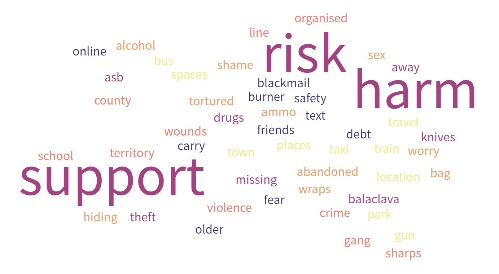 organised
line
risk
online
alcohol
bus
shame
sex
away
asb
spaces
blackmail
harm
county
tortured
burner
safety
ammo
text
drugs
travel
wounds
friends
debt
knives
carry
school
territory
town
places
taxi
train
worry
support
missing
abandoned
location
bag
wraps
hiding
theft
violence
fear
balaclava
crime
park
older
gang
gun
sharps